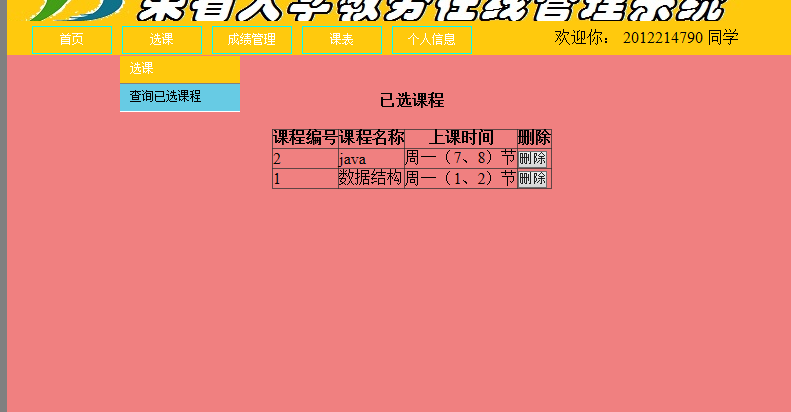 首页 选课 成绩管理 课表 个人信息 欢迎你： 2012214790 同学
选课
查询已选课程
已选课程
课程编号 课程名称 上课时间 删除
2 java 周一（7、8）节 删除
1 数据结构 周一（1、2）节 删除